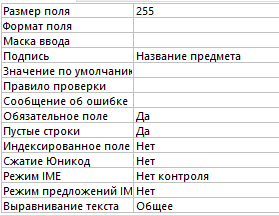 Размер поля 255
Формат поля
Маска ввода
Подпись Название предмета
Значение по умолчани
Правило проверки
Сообщение об ошибке
Обязательное поле Да
Пустые строки Да
Индексированное поле Нет
Сжатие Юникод Нет
Режим IME Нет контроля
Режим предложений IM Нет
Выравнивание текста Общее